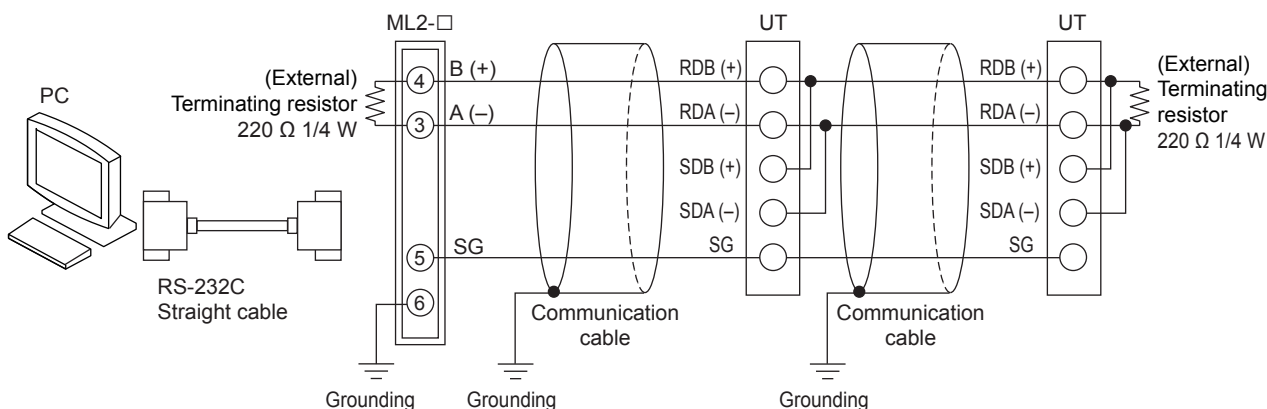 ML2-□
UT
UT
PC
(External)
Terminating resistor
220 Ω 1/4 W
4
B (+)
3
A (–)
5
SG
6
RDB (+)
RDA (–)
SDB (+)
SDA (–)
SG
RDB (+)
RDA (–)
SDB (+)
SDA (–)
SG
(External)
Terminating
resistor
220 Ω 1/4 W
RS-232C
Straight cable
Communication
cable
Communication
cable
Grounding
Grounding
Grounding